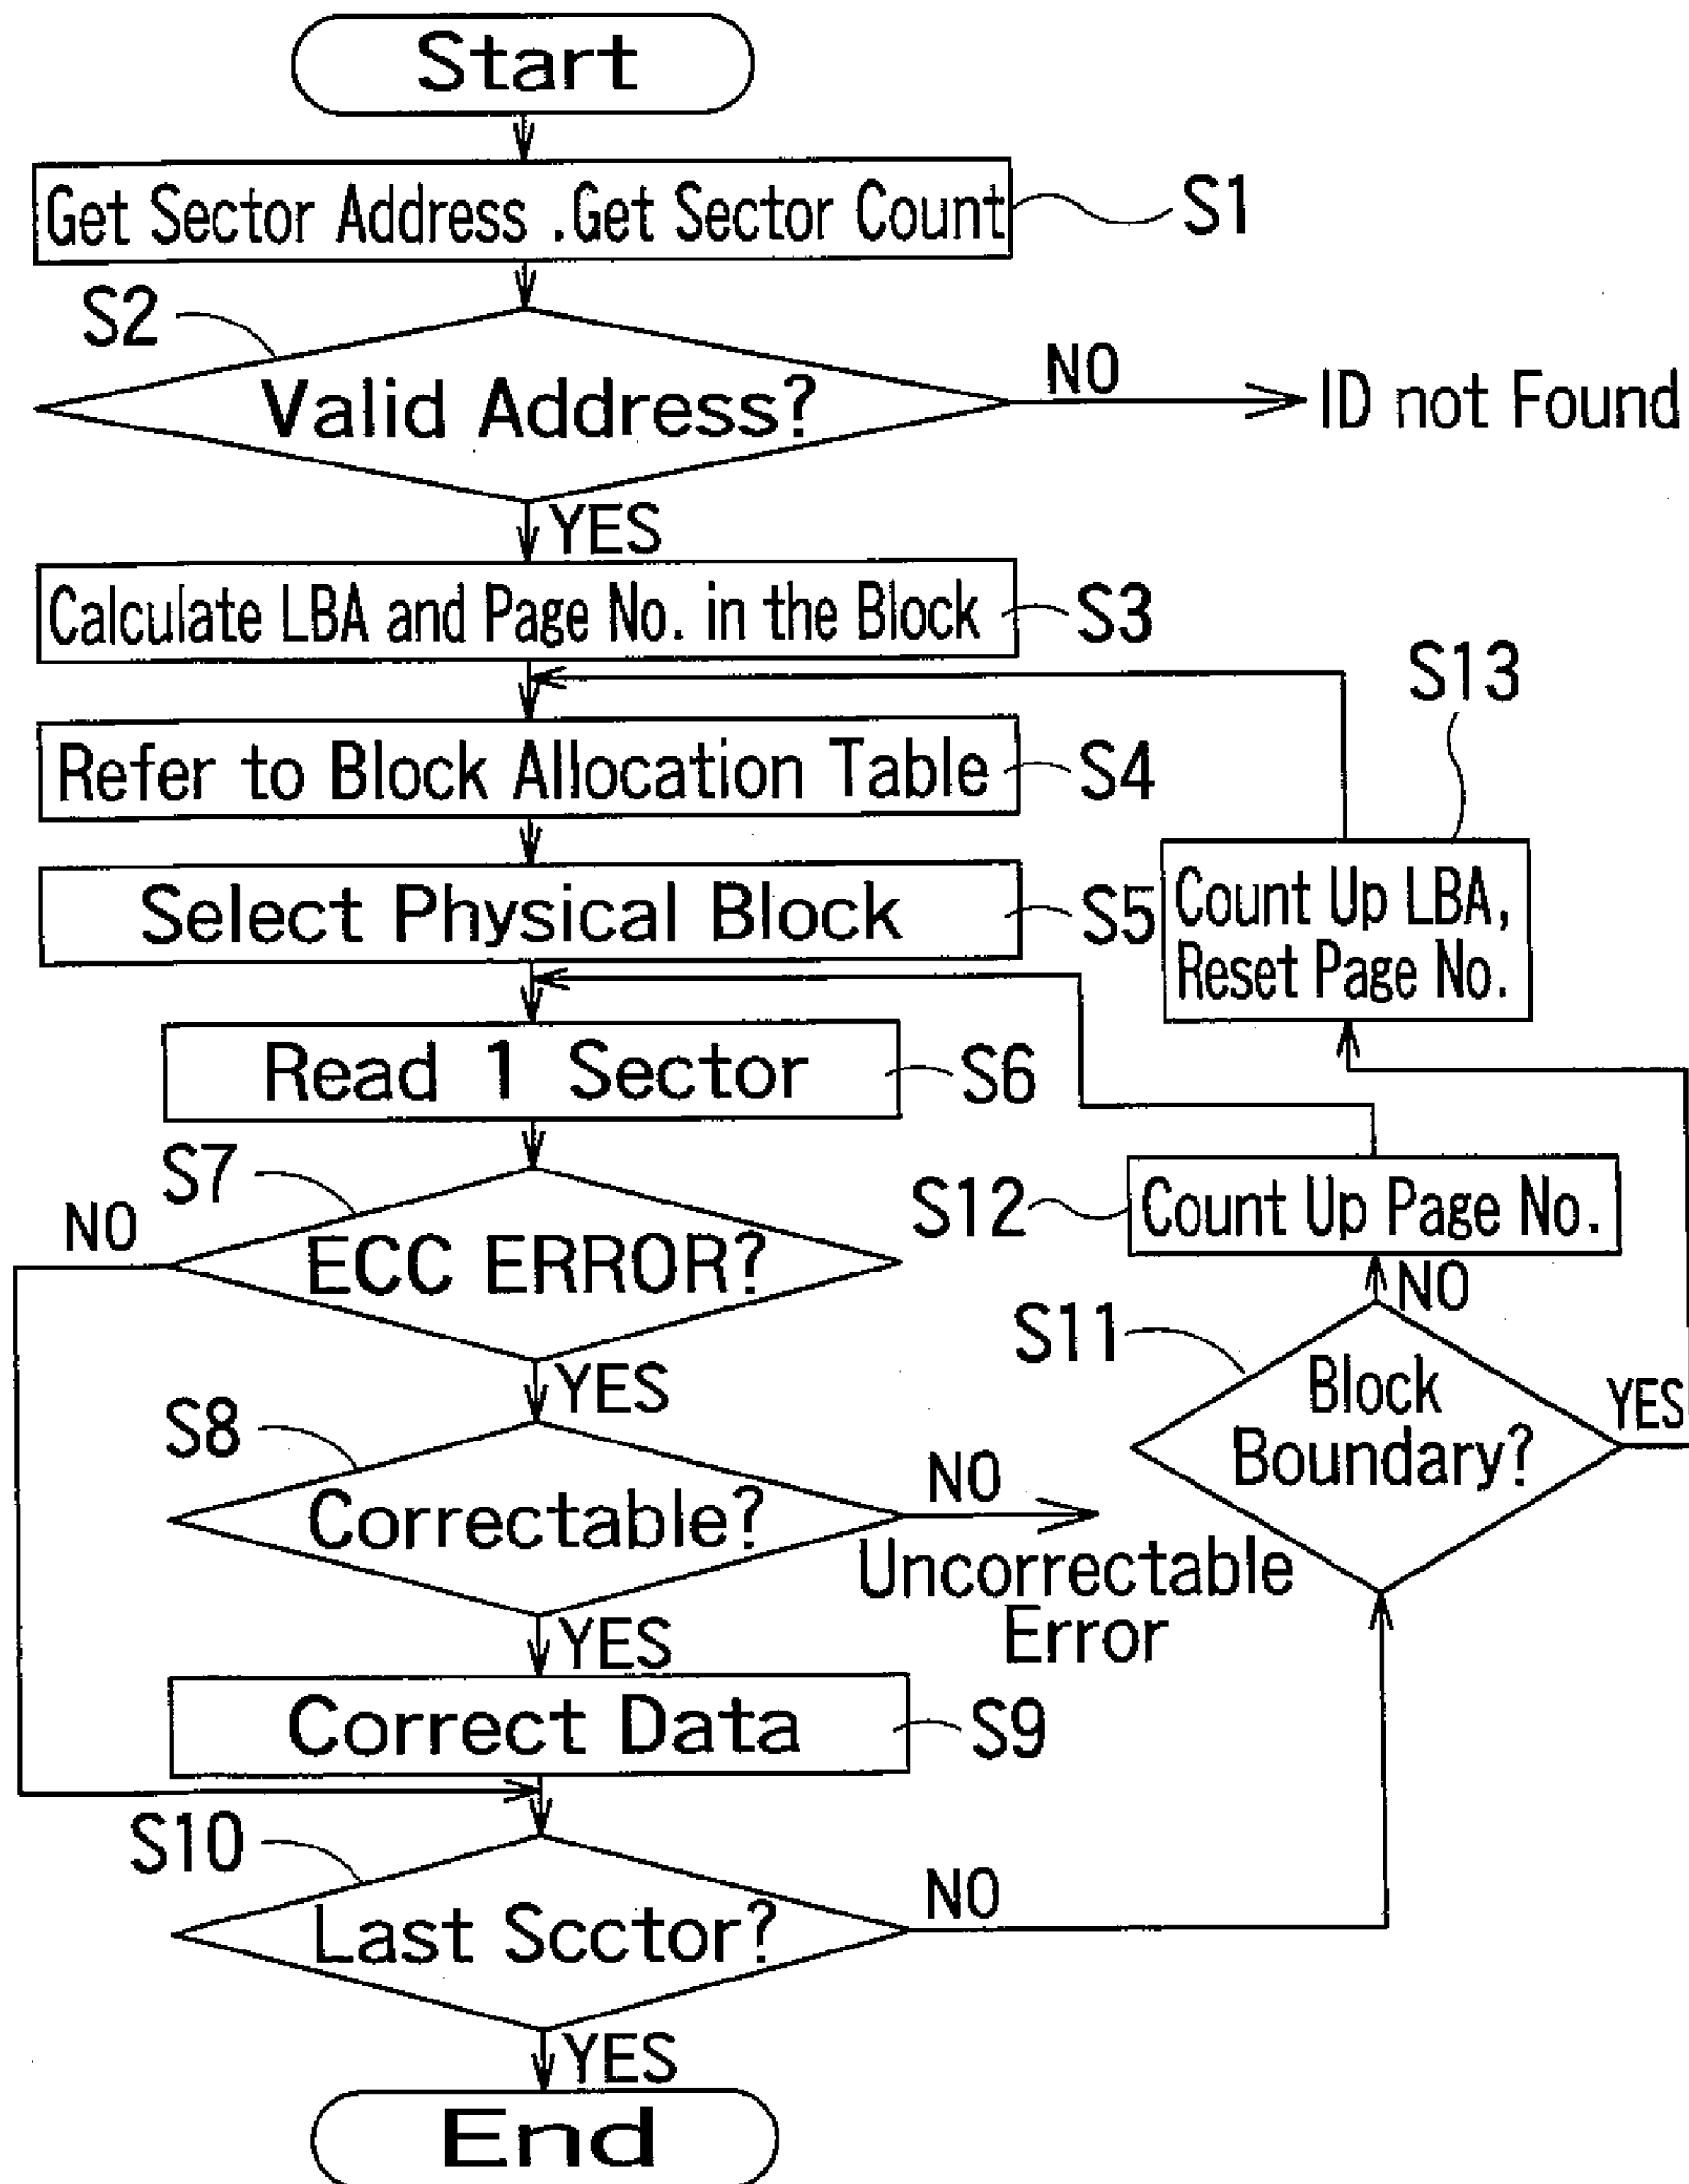 Start
Get Sector Address .Get Sector Count
S1
S2
Valid Address?
NO
ID not Found
YES
Calculate LBA and Page No. in the Block
S3
S13
Refer to Block Allocation Table
S4
Select Physical Block
S5
Count Up LBA,
Reset Page No.
Read 1 Sector
S6
S7
NO
ECC ERROR?
S12
Count Up Page No.
NO
S11
YES
Block
Boundary?
YES
S8
Correctable?
NO
Uncorrectable
Error
YES
Correct Data
S9
S10
Last Scctor?
NO
YES
End